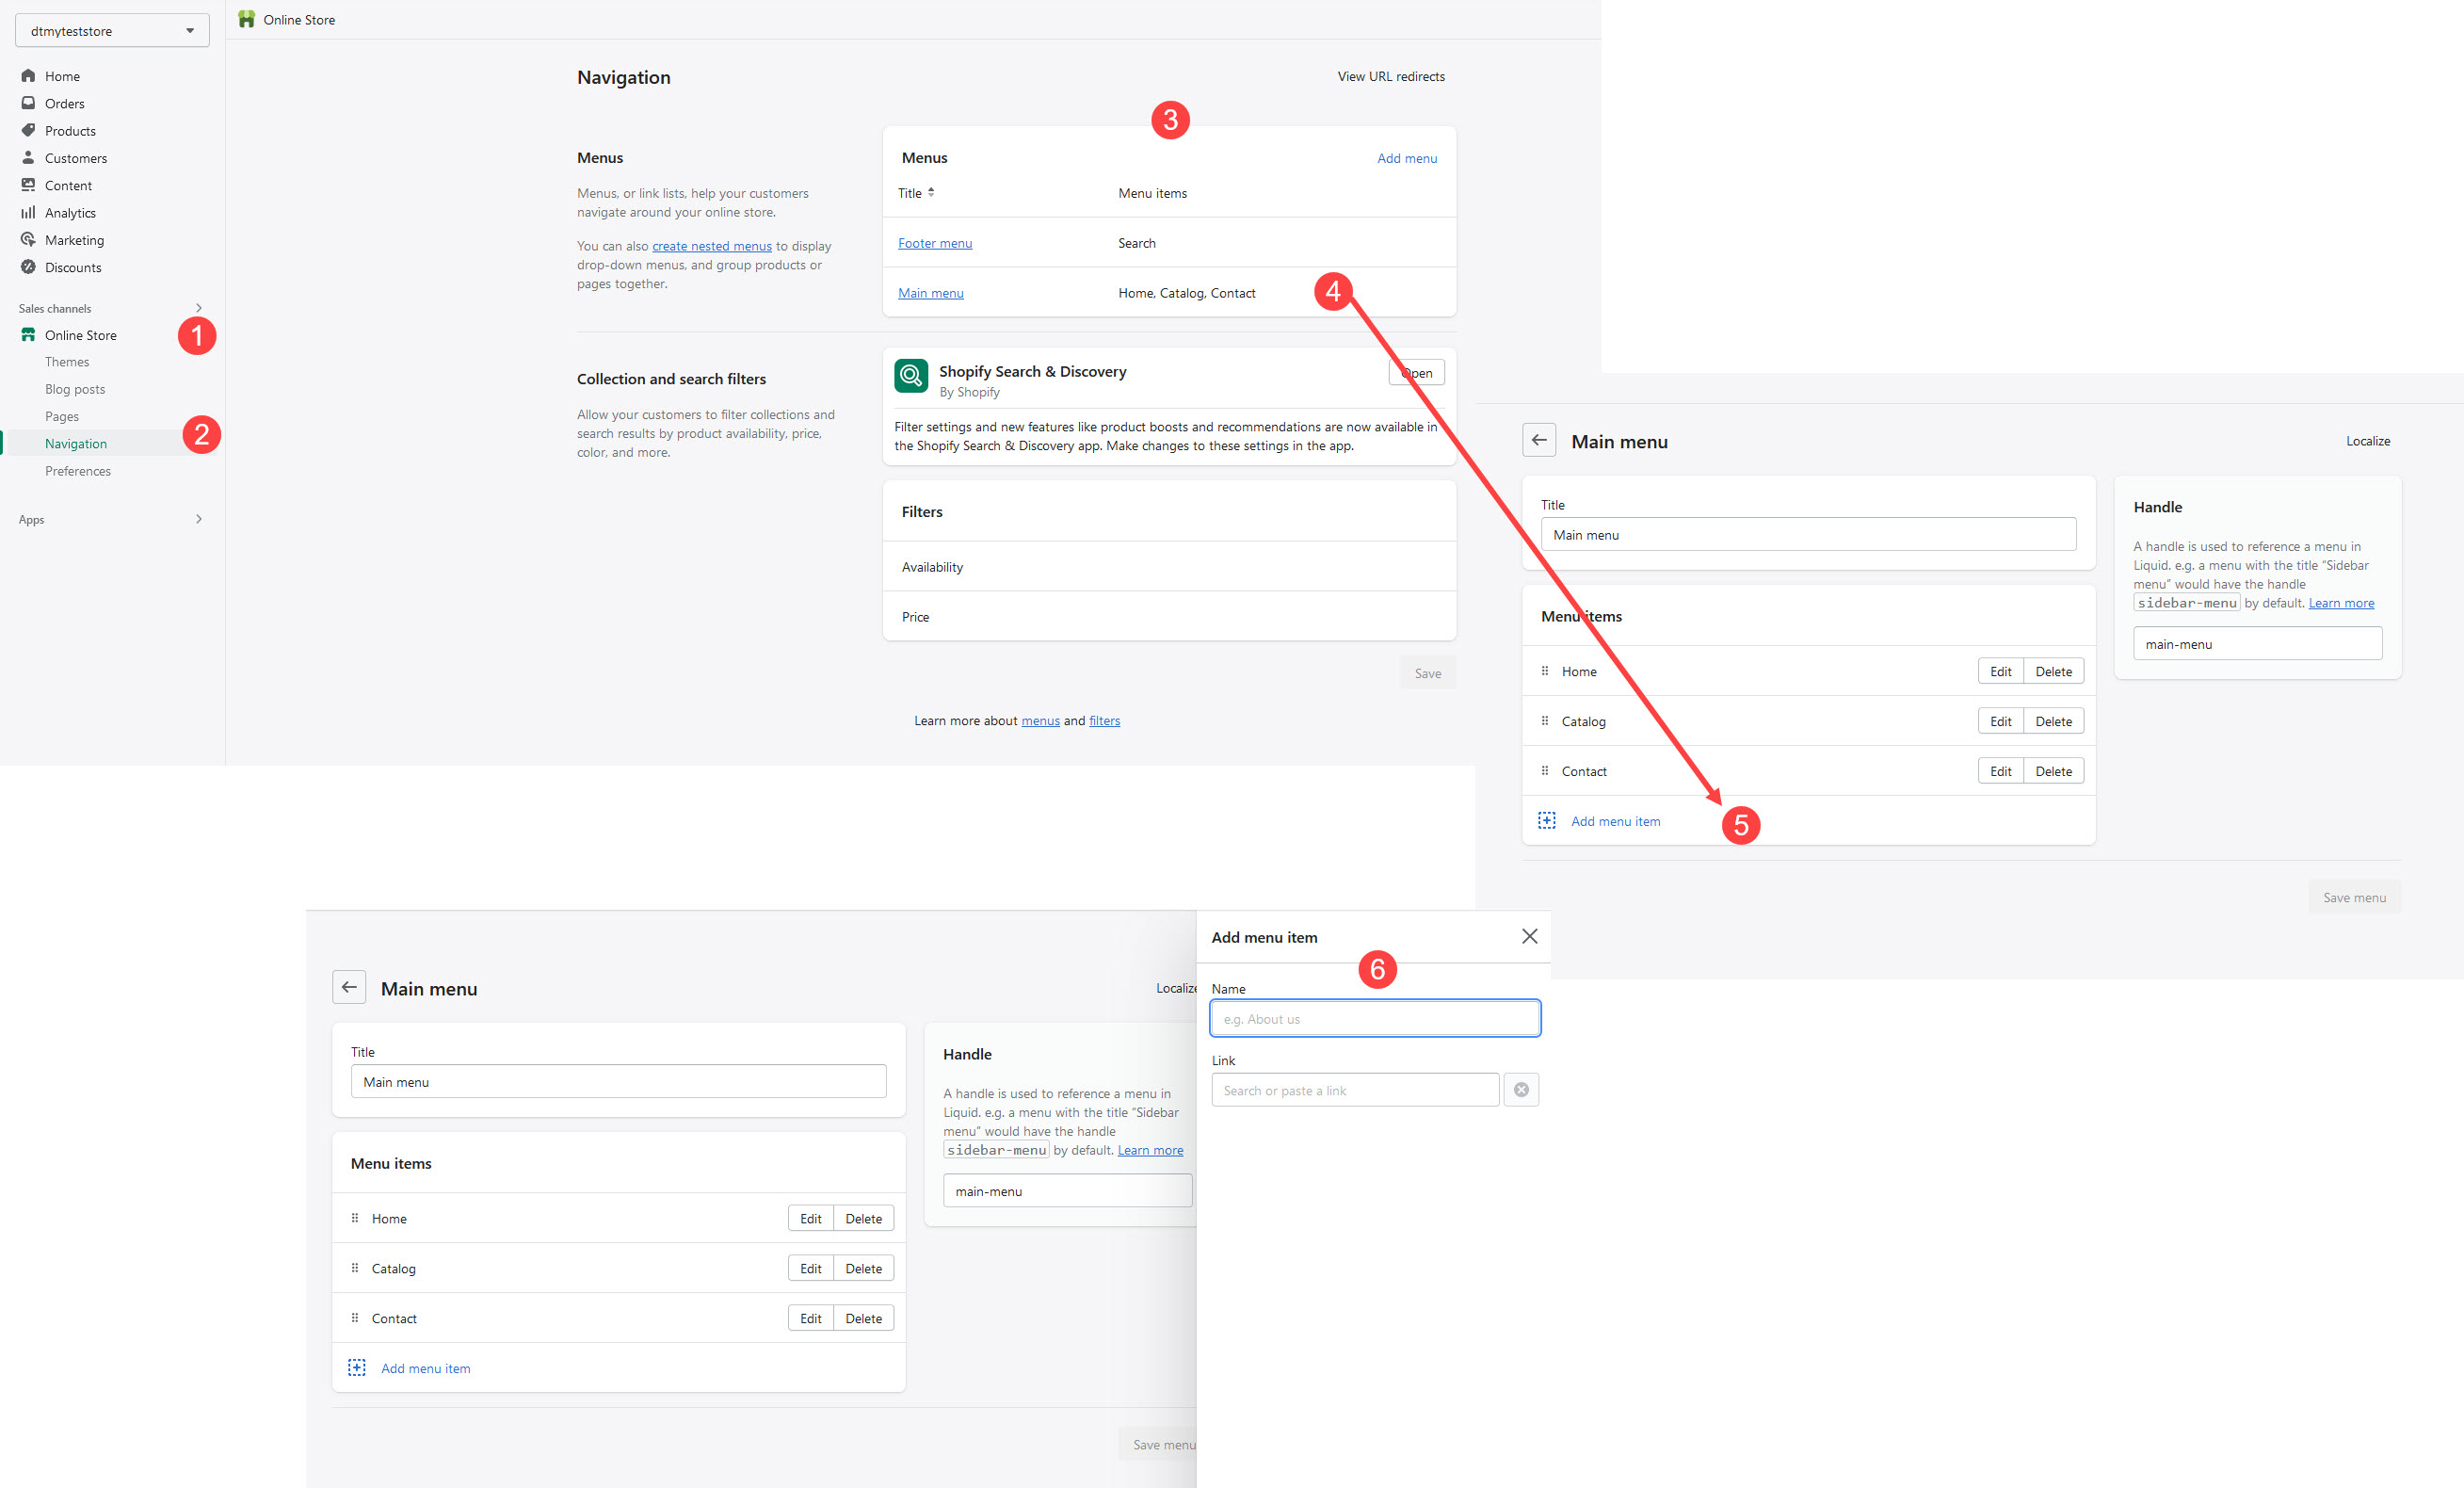 dtmyteststore
Home
Orders
Products
Customers
Content
Analytics
Marketing
Discounts
Sales channels
Online Store
1
Themes
Blog posts
Pages
Navigation
2
Preferences
Apps
Online Store
Navigation
View URL redirects
Menus
Menus, or link lists, help your customers
navigate around your online store.
You can also create nested menus to display
drop-down menus, and group products or
pages together.
3
Menus
Add menu
Title
Menu items
Footer menu
Search
Main menu
Home, Catalog, Contact
4
Collection and search filters
Allow your customers to filter collections and
search results by product availability, price,
color, and more.
Shopify Search & Discovery
Open
By Shopify
Filter settings and new features like product boosts and recommendations are now available in
the Shopify Search & Discovery app. Make changes to these settings in the app.
Filters
Availability
Price
Save
Learn more about menus and filters
Main menu
Localize
Title
Main menu
Menu items
Home
Edit
Delete
Catalog
Edit
Delete
Contact
Edit
Delete
Add menu item
5
Handle
A handle is used to reference a menu in
Liquid. e.g. a menu with the title “Sidebar
menu” would have the handle
sidebar-menu by default. Learn more
main-menu
Save menu
Main menu
Localize
Title
Main menu
Menu items
Home
Edit
Delete
Catalog
Edit
Delete
Contact
Edit
Delete
Add menu item
Handle
A handle is used to reference a menu in
Liquid. e.g. a menu with the title “Sidebar
menu” would have the handle
sidebar-menu by default. Learn more
main-menu
Save menu
Add menu item
6
Name
e.g. About us
Link
Search or paste a link